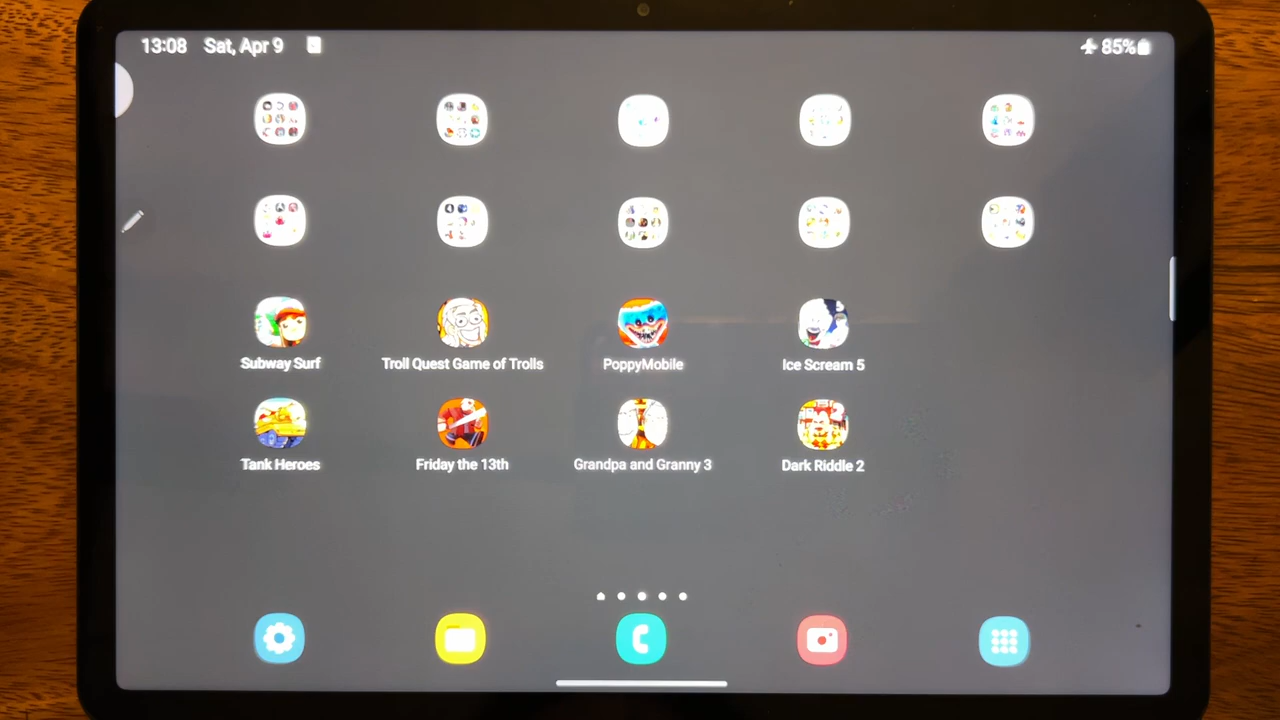 13:08 Sat, Apr 9
85%
Subway Surf
Troll Quest Game of Trolls
PoppyMobile
Ice Scream 5
Tank Heroes
Friday the 13th
Grandpa and Granny 3
Dark Riddle 2